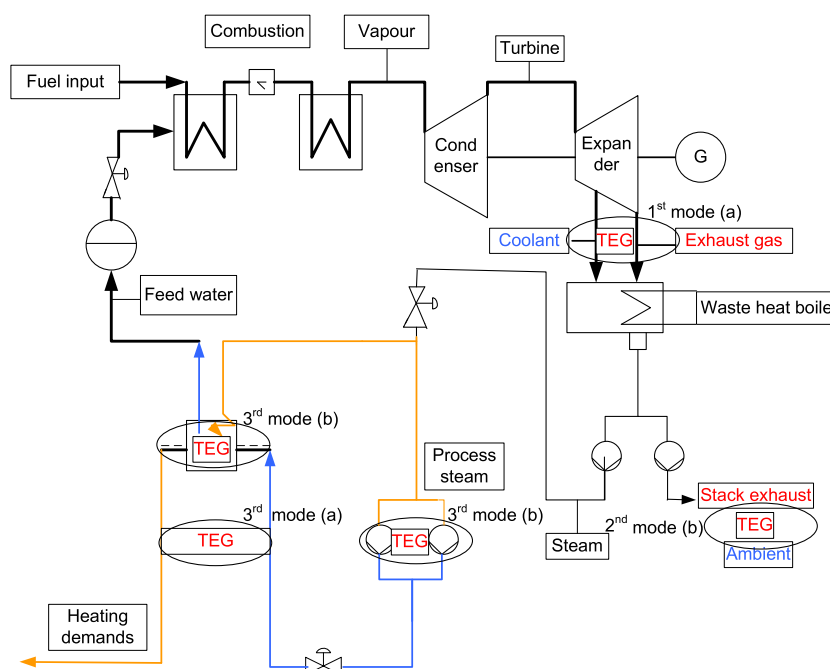 Combustion
Vapour
Turbine
Fuel input
Cond
enser
Expan
der
G
1st mode (a)
Coolant
TEG
Exhaust gas
Feed water
Waste heat boile
3rd mode (b)
TEG
Process
steam
3rd mode (a)
TEG
3rd mode (b)
TEG
Stack exhaust
2nd mode (b)
TEG
Steam
Ambient
Heating
demands